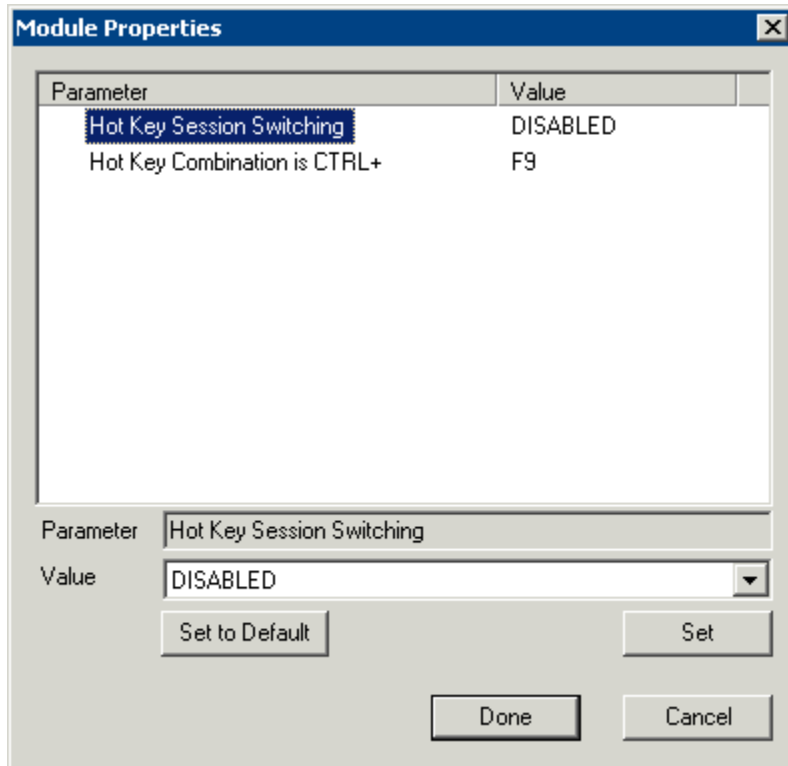 Module Properties
Parameter Value
Hot Key Session Switching DISABLED
Hot Key Combination is CTRL+ F9
Parameter Hot Key Session Switching
Value DISABLED
Set to Default Set
Done Cancel